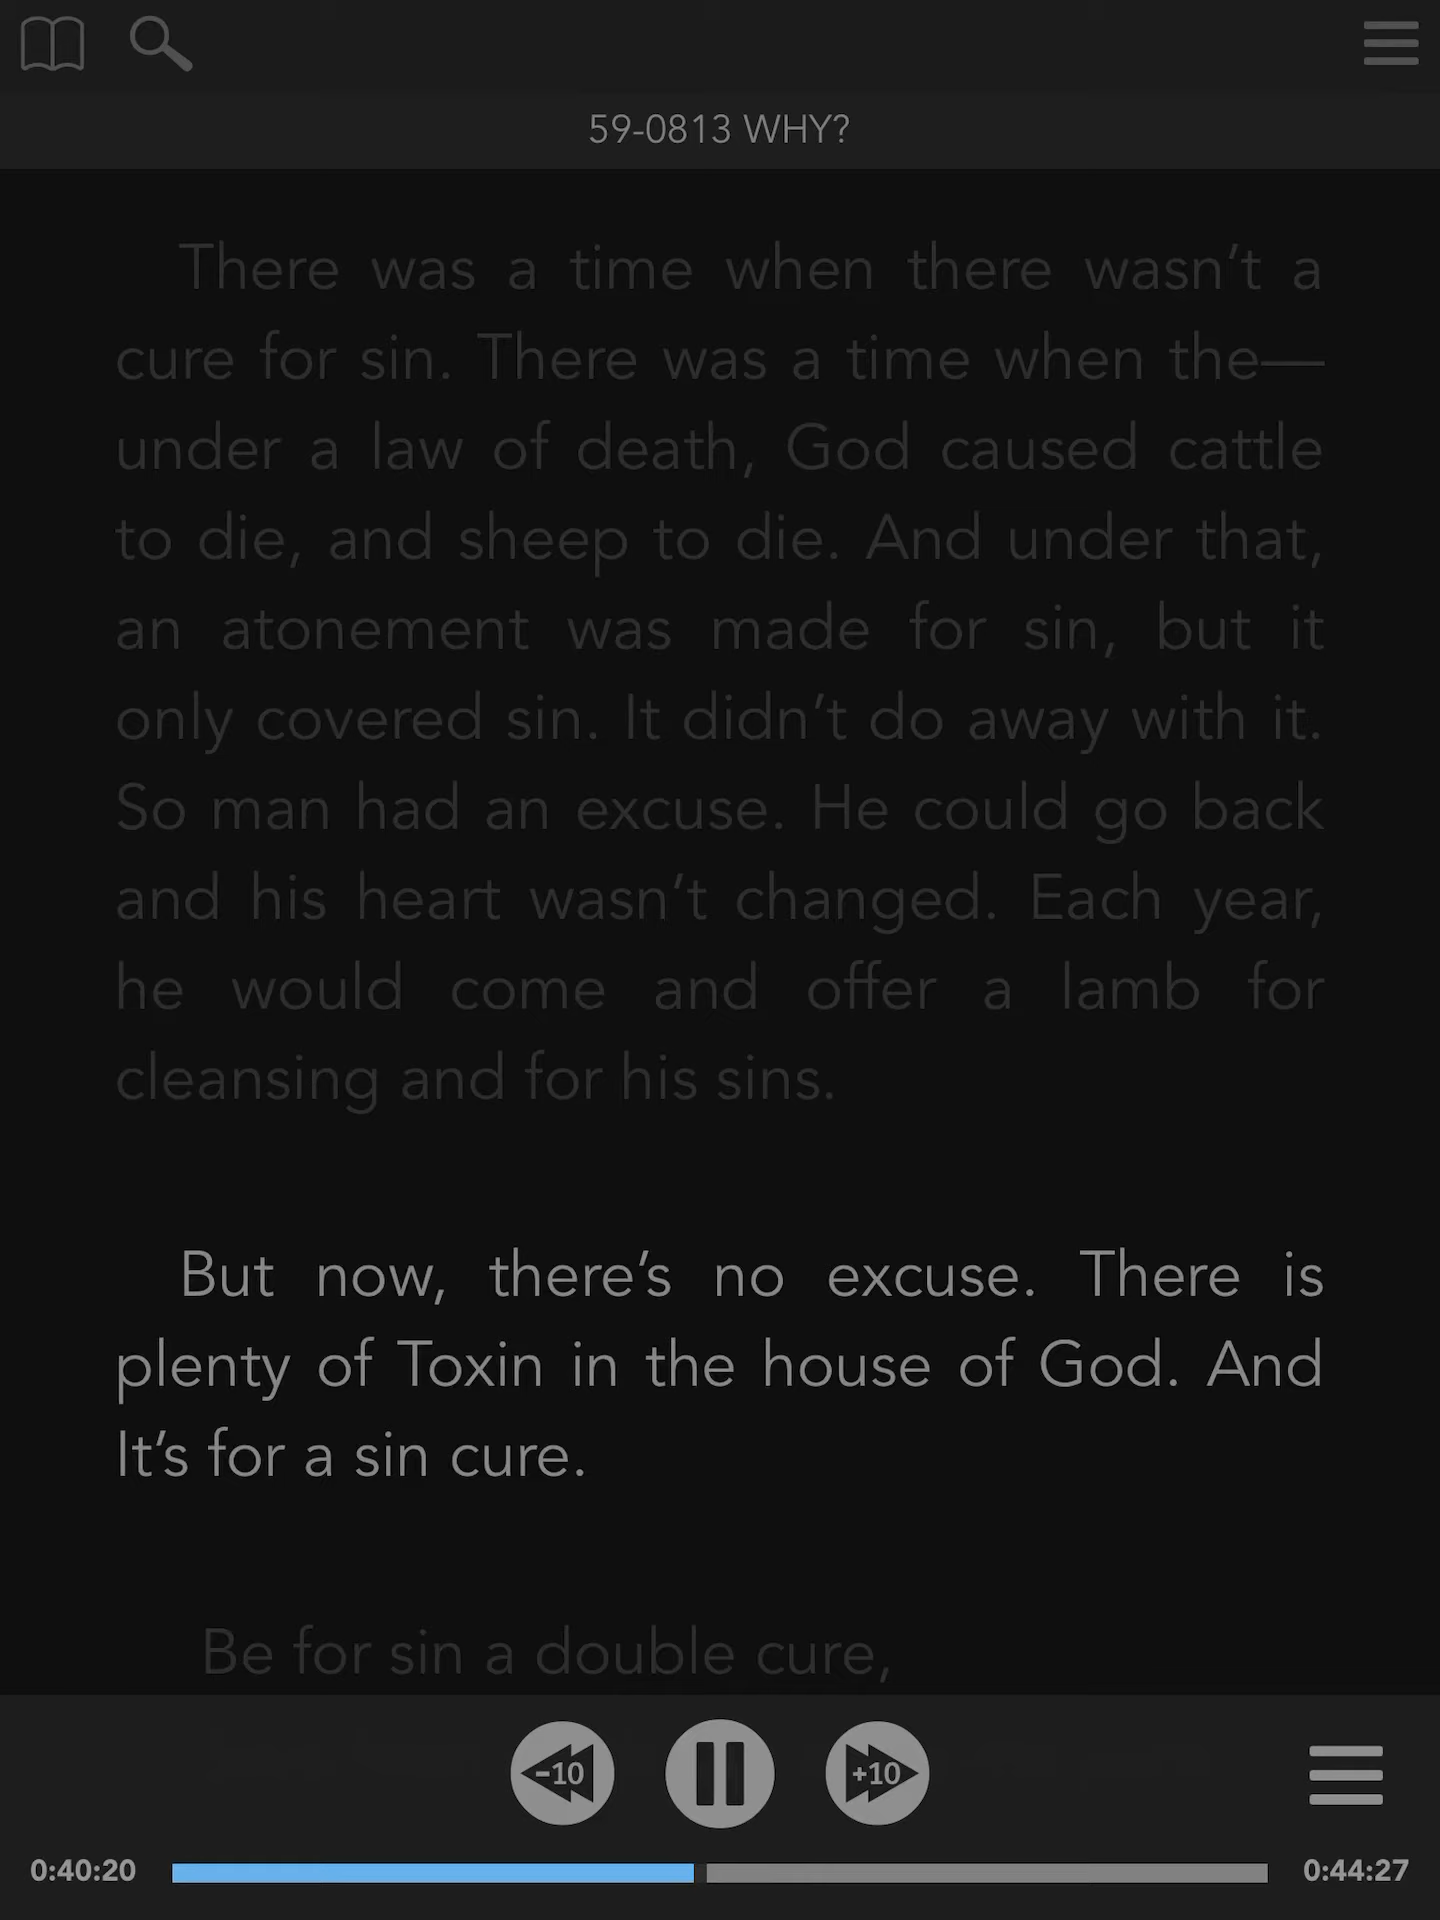 59-0813 WHY?
There was a time when there wasn’t a
cure for sin. There was a time when the—
under a law of death, God caused cattle
to die, and sheep to die. And under that,
an atonement was made for sin, but it
only covered sin. It didn’t do away with it.
So man had an excuse. He could go back
and his heart wasn’t changed. Each year,
he would come and offer a lamb for
cleansing and for his sins.
But now, there’s no excuse. There is
plenty of Toxin in the house of God. And
It’s for a sin cure.
Be for sin a double cure,
-10
+10
0:40:20
0:44:27